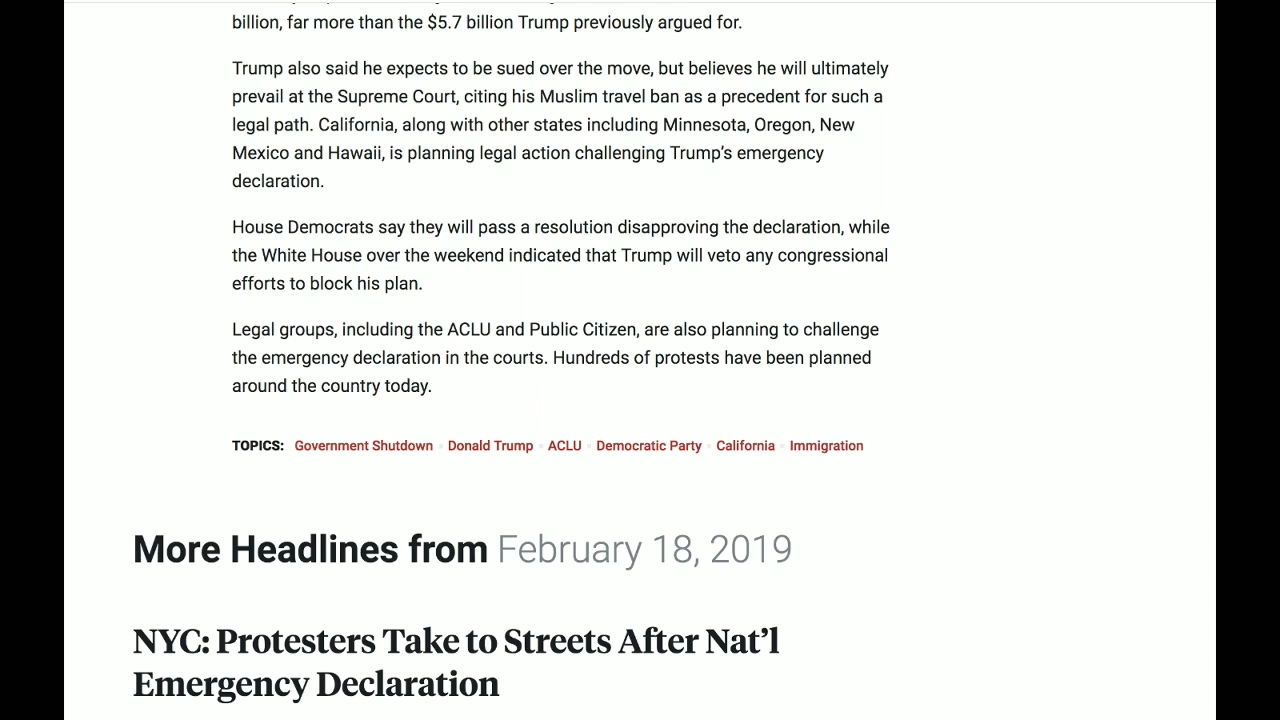 billion, far more than the $5.7 billion Trump previously argued for.
Trump also said he expects to be sued over the move, but believes he will ultimately
prevail at the Supreme Court, citing his Muslim travel ban as a precedent for such a
legal path. California, along with other states including Minnesota, Oregon, New
Mexico and Hawaii, is planning legal action challenging Trump’s emergency
declaration.
House Democrats say they will pass a resolution disapproving the declaration, while
the White House over the weekend indicated that Trump will veto any congressional
efforts to block his plan.
Legal groups, including the ACLU and Public Citizen, are also planning to challenge
the emergency declaration in the courts. Hundreds of protests have been planned
around the country today.
TOPICS: Government Shutdown Donald Trump ACLU Democratic Party California Immigration
More Headlines from February 18, 2019
NYC: Protesters Take to Streets After Nat’l
Emergency Declaration